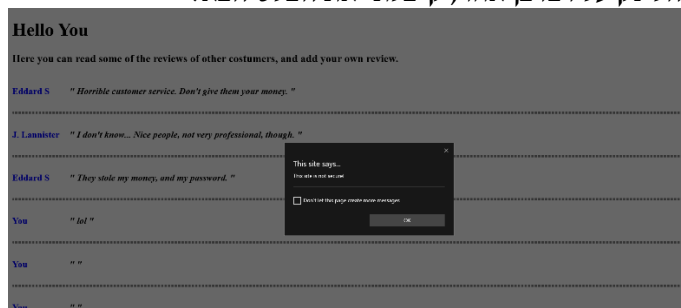 Hello You
Here you can read some of the reviews of other costumers, and add your own review.
Eddard S " Horrible customer service. Don't give them your money. "
J. Lannister " I don't know... Nice people, not very professional, though. "
Eddard S " They stole my money, and my password. "
You " lol "
You " "
You " "
This site says...
This site is not secure!
Don't let this page create more messages
OK